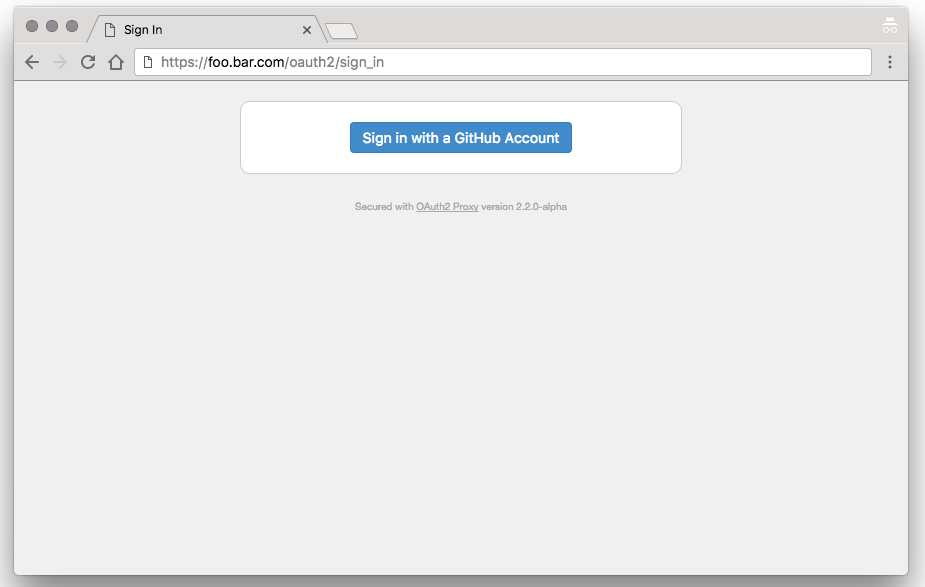 Sign In
https://foo.bar.com/oauth2/sign_in
Sign in with a GitHub Account
Secured with OAuth2 Proxy version 2.2.0-alpha